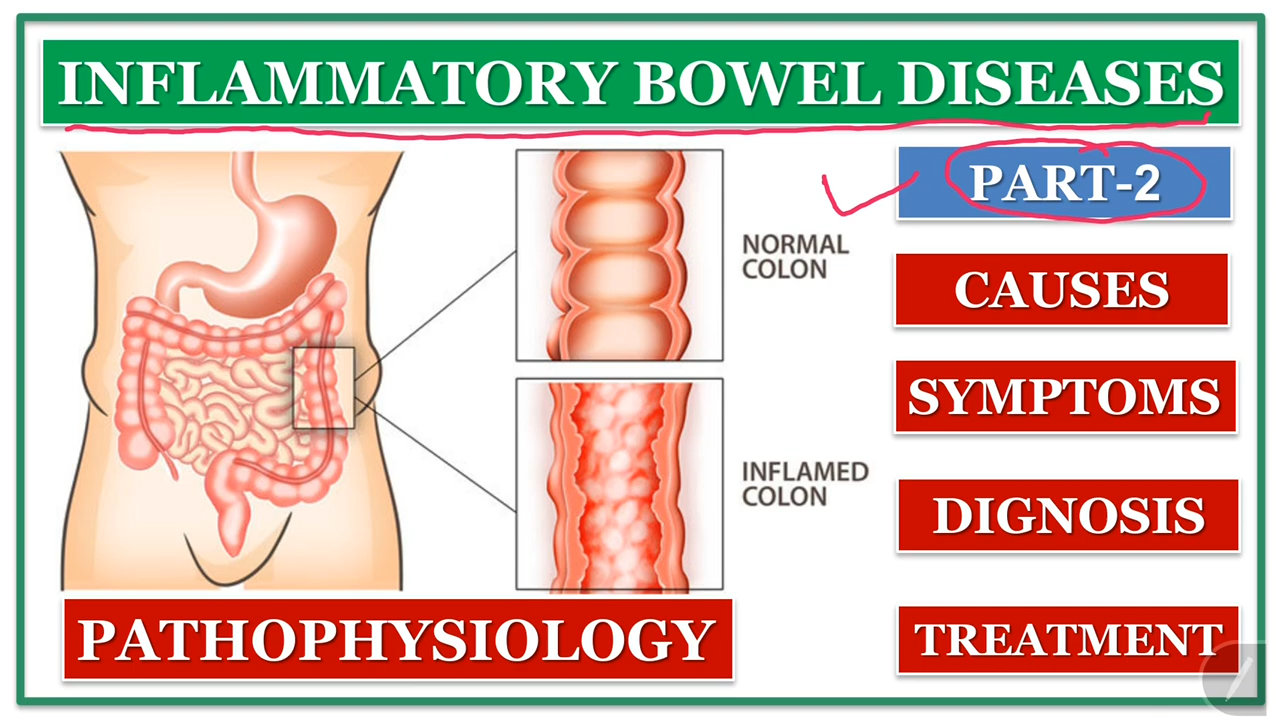 INFLAMMATORY BOWEL DISEASES
PART-2
NORMAL
COLON
CAUSES
SYMPTOMS
INFLAMED
COLON
DIGNOSIS
PATHOPHYSIOLOGY
TREATMENT